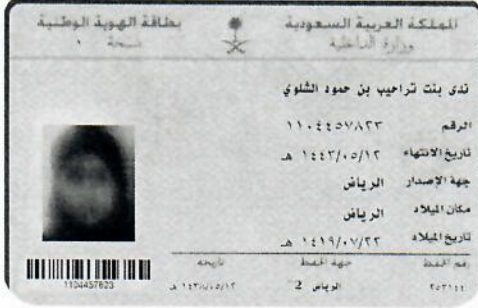 المملكة العربية السعودية
وزارة الداخلية
بطاقة الهوية الوطنية
نسخة ١
ندى بنت تراحيب بن حمود الشلوي
الرقم ١١٠٤٤٥٧٨٢٣
تاريخ الانتهاء ١٤٤٣/٠٥/١٢ هـ
جهة الإصدار الرياض
مكان الميلاد الرياض
تاريخ الميلاد ١٤١٩/٠٧/٢٢ هـ
رقم الحفظ جهة الحفظ تاريخه
الرياض 2
1104457823